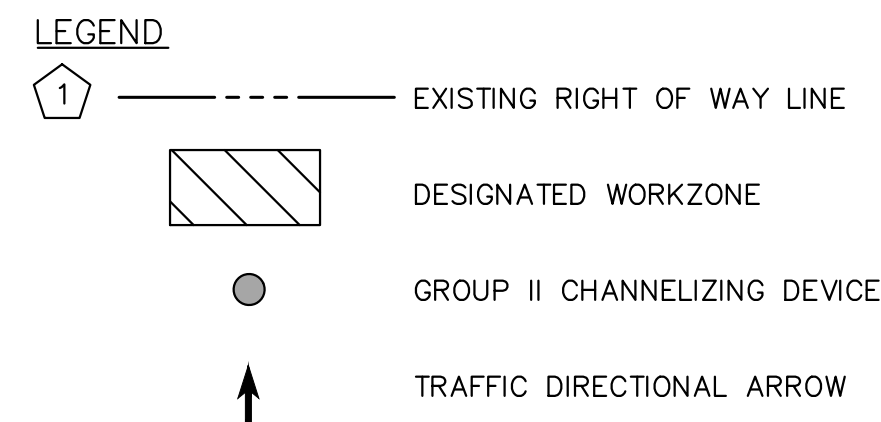 LEGEND
1 EXISTING RIGHT OF WAY LINE
DESIGNATED WORKZONE
GROUP II CHANNELIZING DEVICE
TRAFFIC DIRECTIONAL ARROW